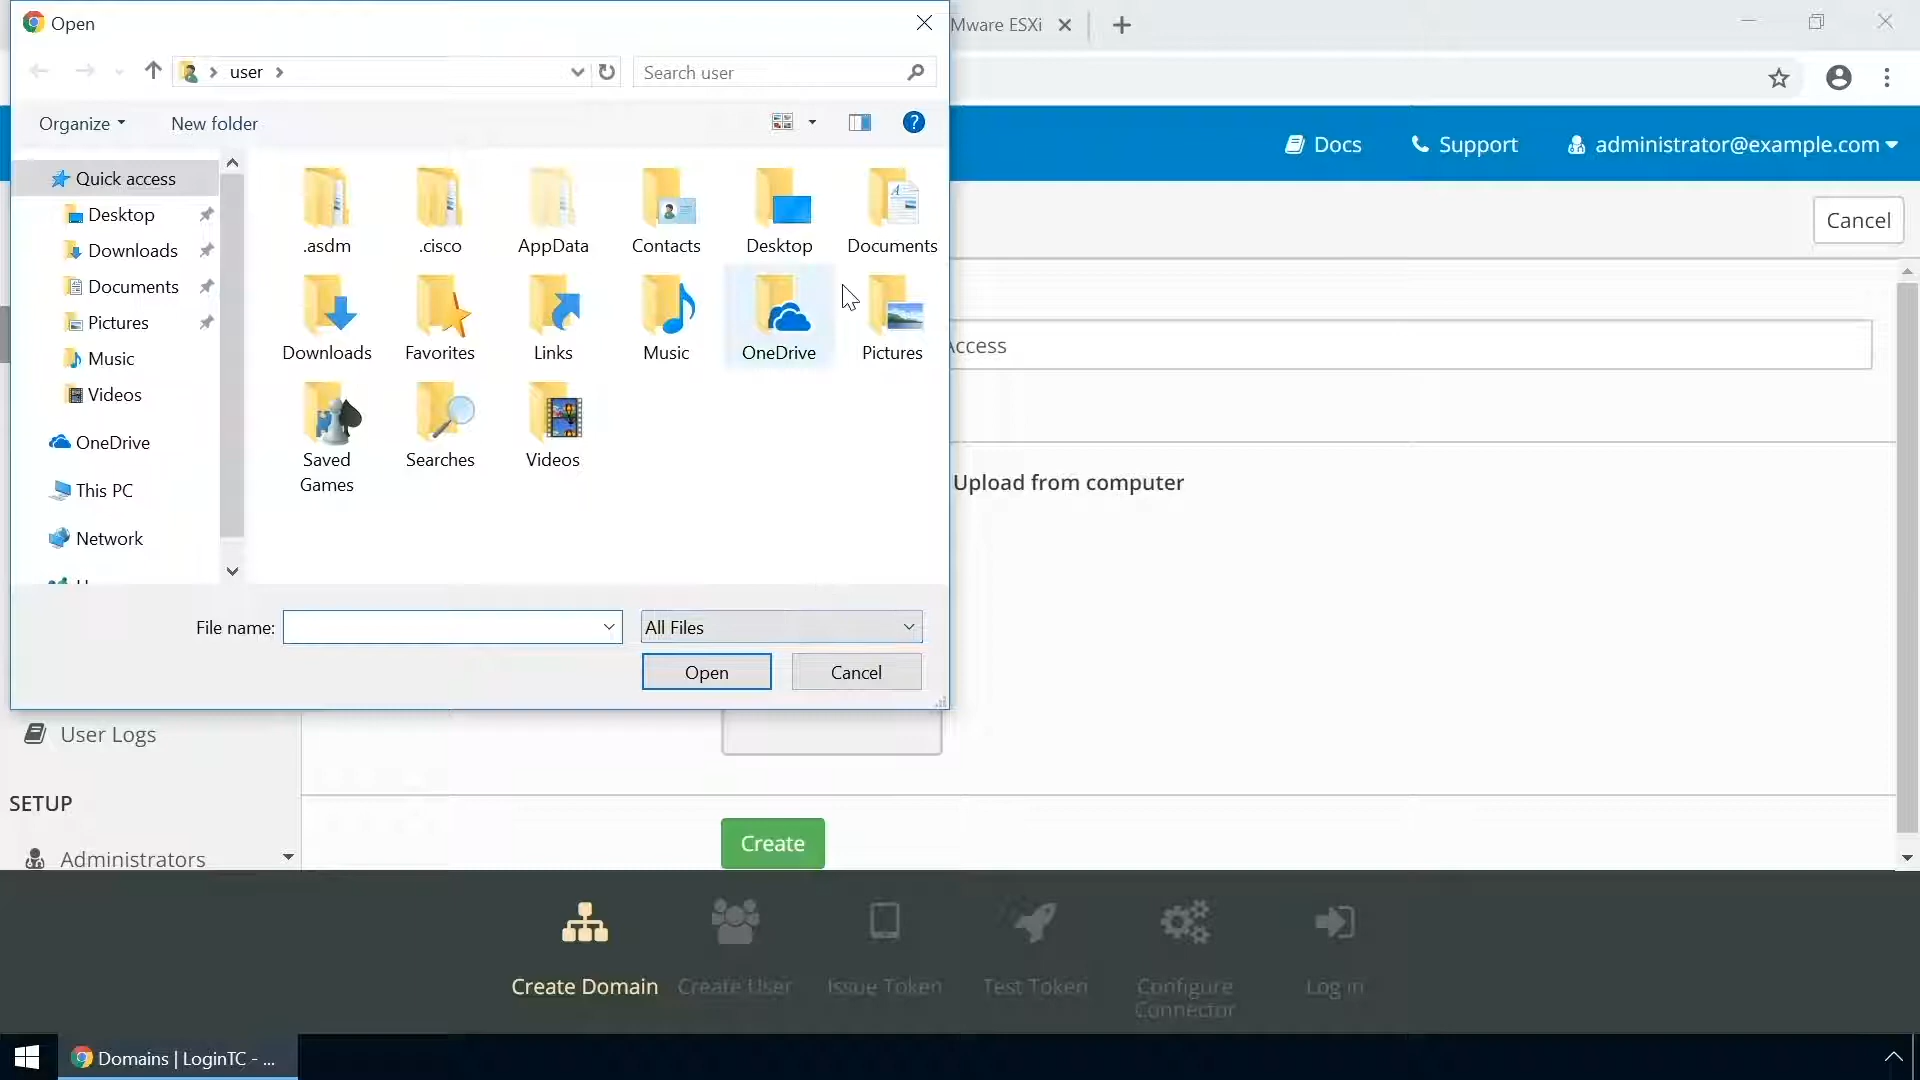 Open
Mware ESXi
user
Search user
Organize
New folder
Docs
Support
administrator@example.com
Quick access
Desktop
Downloads
Documents
Pictures
Music
Videos
OneDrive
This PC
Network
.asdm
.cisco
AppData
Contacts
Desktop
Documents
Downloads
Favorites
Links
Music
OneDrive
Pictures
Saved
Games
Searches
Videos
Cancel
Access
Upload from computer
File name:
All Files
Open
Cancel
User Logs
SETUP
Administrators
Create
Create Domain
Create User
Issue Token
Test Token
Configure
Connector
Log in
Domains | LoginTC - ...